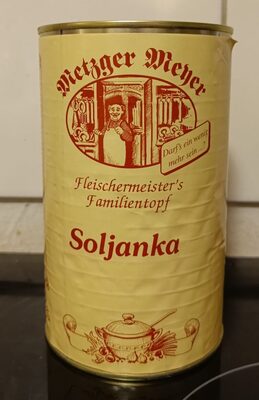 Metzger Meyer
Darf's ein wenig
mehr sein...
Fleischermeister's
Familientopf
Soljanka